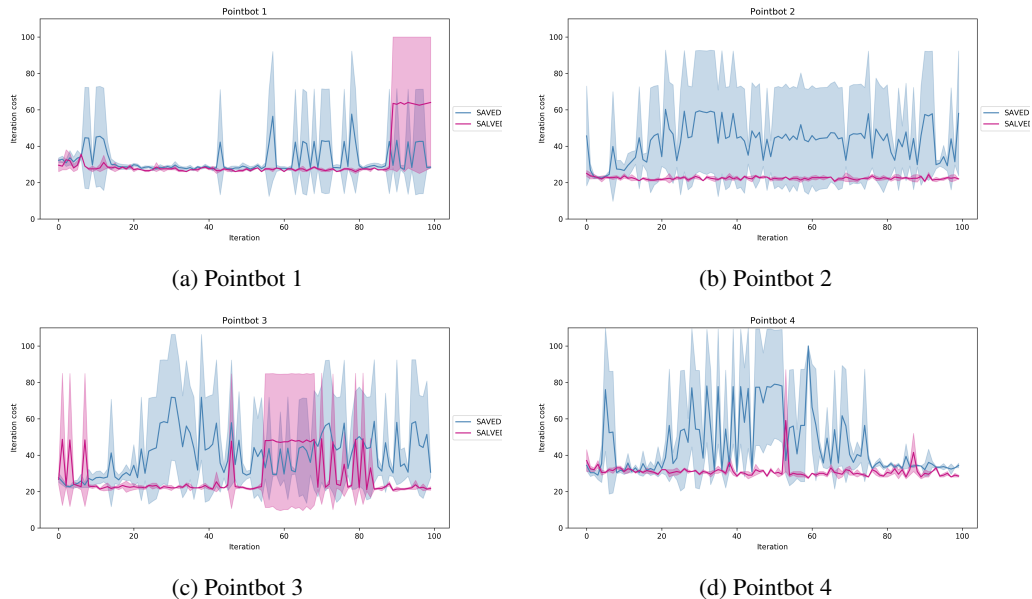 Pointbot 1
100
80
60
40
20
0
Iteration cost
0 20 40 60 80 100
Iteration
SAVED
SALVED
(a) Pointbot 1
Pointbot 2
100
80
60
40
20
0
Iteration cost
0 20 40 60 80 100
Iteration
SAVED
SALVED
(b) Pointbot 2
Pointbot 3
100
80
60
40
20
0
Iteration cost
0 20 40 60 80 100
Iteration
SAVED
SALVED
(c) Pointbot 3
Pointbot 4
100
80
60
40
20
0
Iteration cost
0 20 40 60 80 100
Iteration
SAVED
SALVED
(d) Pointbot 4